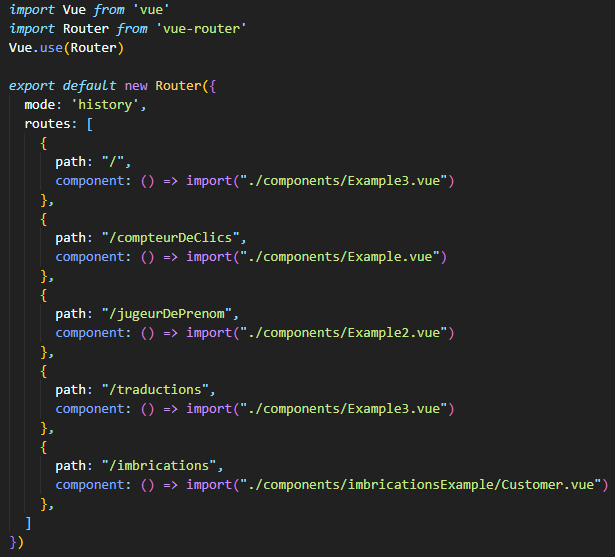 import Vue from 'vue'
import Router from 'vue-router'
Vue.use(Router)

export default new Router({
  mode: 'history',
  routes: [
    {
      path: "/",
      component: () => import("./components/Example3.vue")
    },
    {
      path: "/compteurDeClics",
      component: () => import("./components/Example.vue")
    },
    {
      path: "/jugeurDePrenom",
      component: () => import("./components/Example2.vue")
    },
    {
      path: "/traductions",
      component: () => import("./components/Example3.vue")
    },
    {
      path: "/imbrications",
      component: () => import("./components/imbricationsExample/Customer.vue")
    },
  ]
})